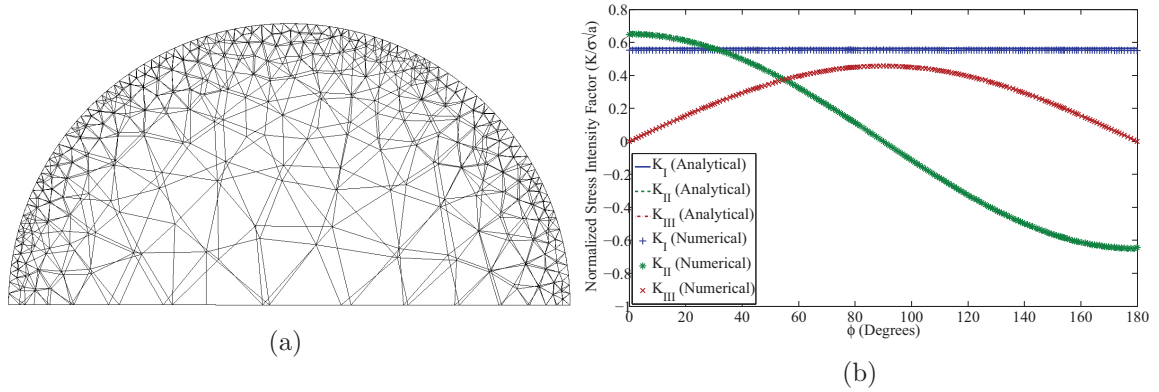 (a)
Normalized Stress Intensity Factor (K/σ√a)
0.8
0.6
0.4
0.2
0
−0.2
−0.4
−0.6
−0.8
−1
K_I (Analytical)
K_II (Analytical)
K_III (Analytical)
K_I (Numerical)
K_II (Numerical)
K_III (Numerical)
0 20 40 60 80 100 120 140 160 180
ϕ (Degrees)
(b)